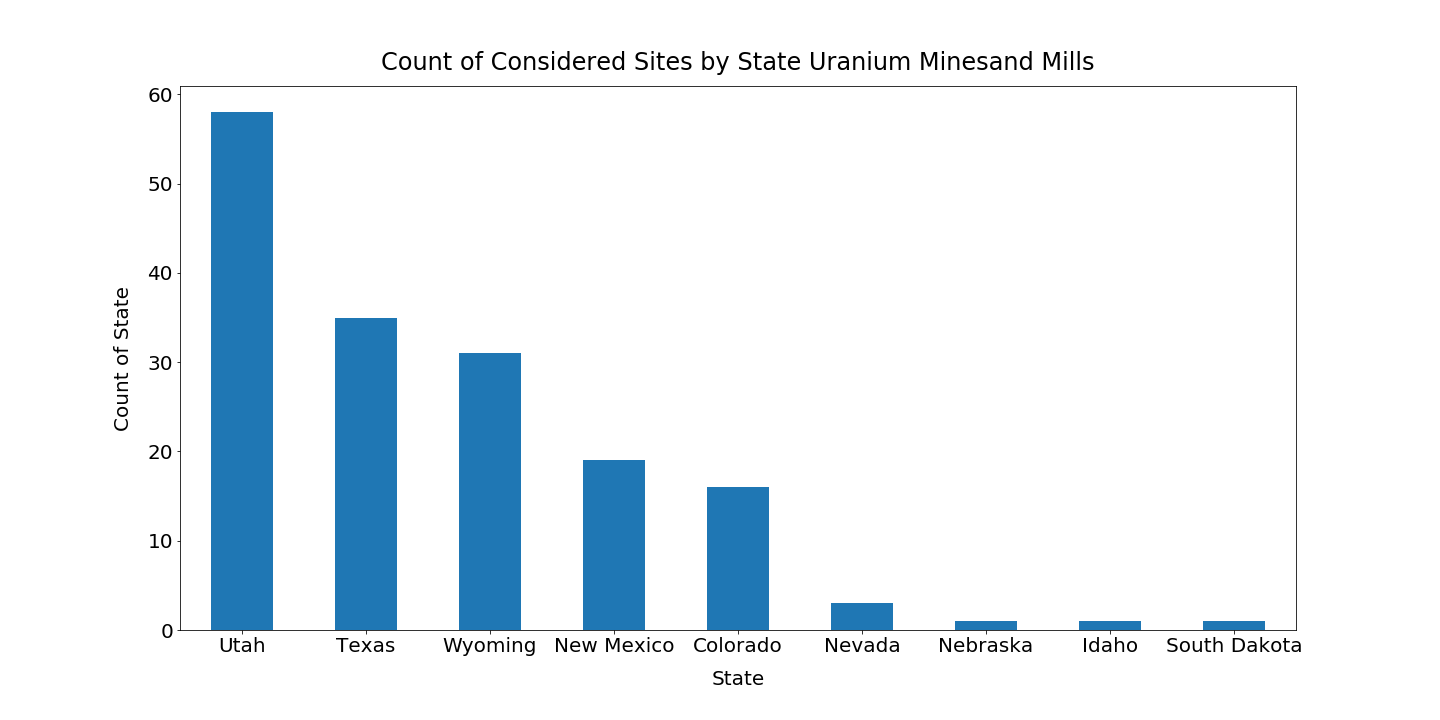 Count of Considered Sites by State Uranium Minesand Mills
60
50
40
30
20
10
0
Count of State
Utah Texas Wyoming New Mexico Colorado Nevada Nebraska Idaho South Dakota
State